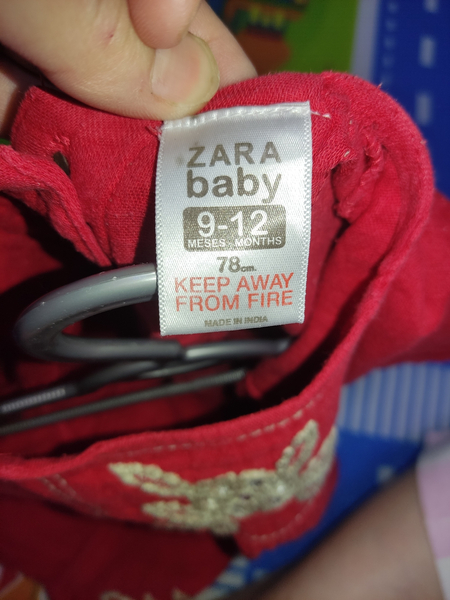 ZARA
baby
9-12
MESES - MONTHS
78cm.
KEEP AWAY
FROM FIRE
MADE IN INDIA